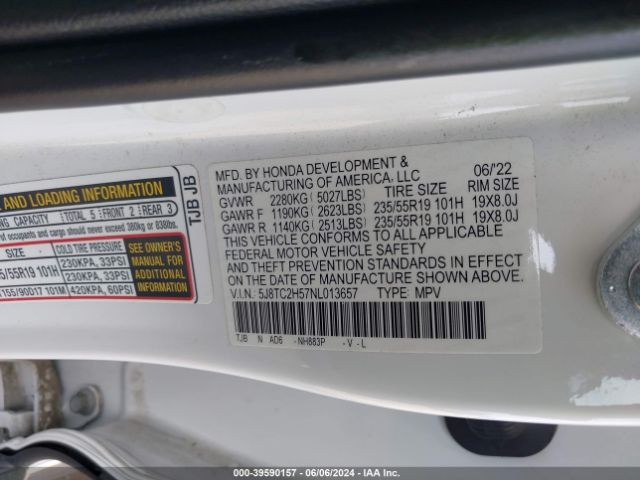 AND LOADING INFORMATION
NG CAPACITY TOTAL 5 FRONT 2 REAR 3
occupants and cargo should never exceed 380kg or 838lbs.
SIZE COLD TIRE PRESSURE
5/55R19 101H 230KPA, 33PSI
230KPA, 33PSI
T155/90D17 101M 420KPA, 60PSI
SEE OWNER'S
MANUAL FOR
ADDITIONAL
INFORMATION
TJB JB
MFD. BY HONDA DEVELOPMENT & 06/'22
MANUFACTURING OF AMERICA, LLC
GVWR 2280KG(5027LBS) TIRE SIZE RIM SIZE
GAWR F 1190KG(2623LBS) 235/55R19 101H 19X8.0J
GAWR R 1140KG(2513LBS) 235/55R19 101H 19X8.0J
THIS VEHICLE CONFORMS TO ALL APPLICABLE
FEDERAL MOTOR VEHICLE SAFETY
AND THEFT PREVENTION STANDARDS IN EFFECT
ON THE DATE OF MANUFACTURE SHOWN ABOVE.
V.I.N.: 5J8TC2H57NL013657 TYPE: MPV
TJB N AD6 -NH883P -V-L
000-39590157 - 06/06/2024 - IAA Inc.